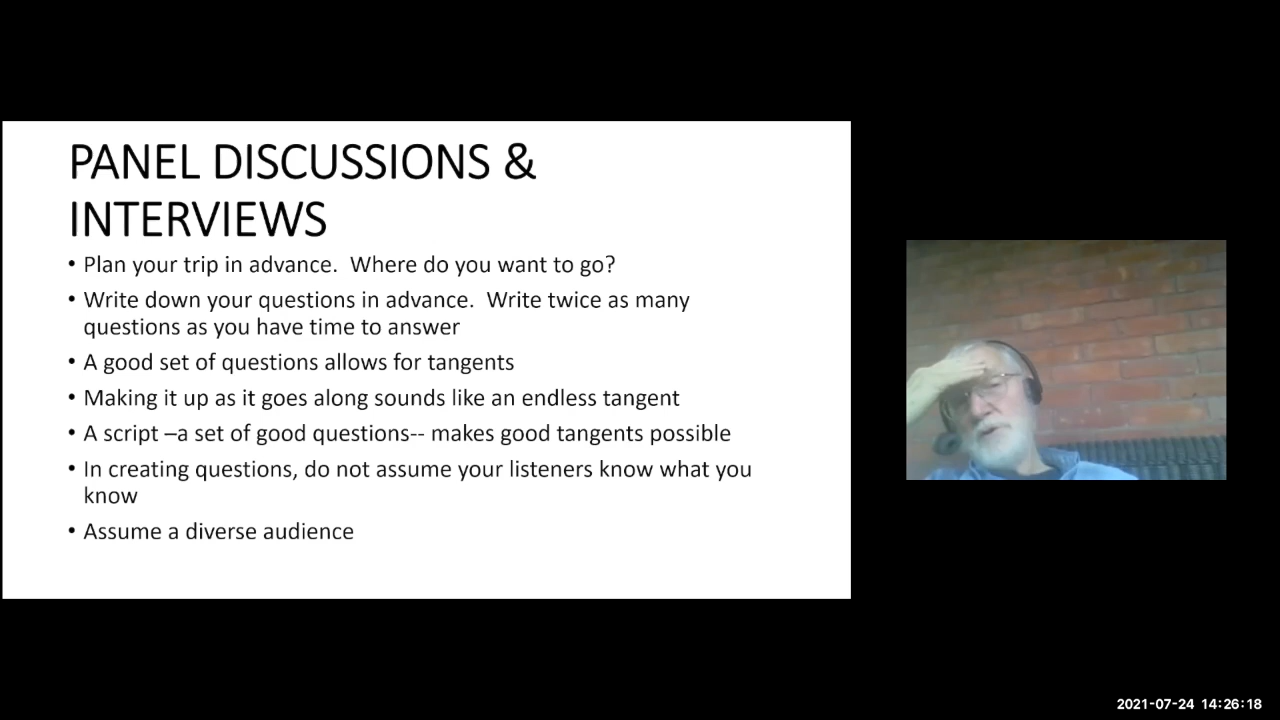 PANEL DISCUSSIONS &
INTERVIEWS
• Plan your trip in advance.  Where do you want to go?
• Write down your questions in advance.  Write twice as many
questions as you have time to answer
• A good set of questions allows for tangents
• Making it up as it goes along sounds like an endless tangent
• A script –a set of good questions-- makes good tangents possible
• In creating questions, do not assume your listeners know what you
know
• Assume a diverse audience
2021-07-24 14:26:18